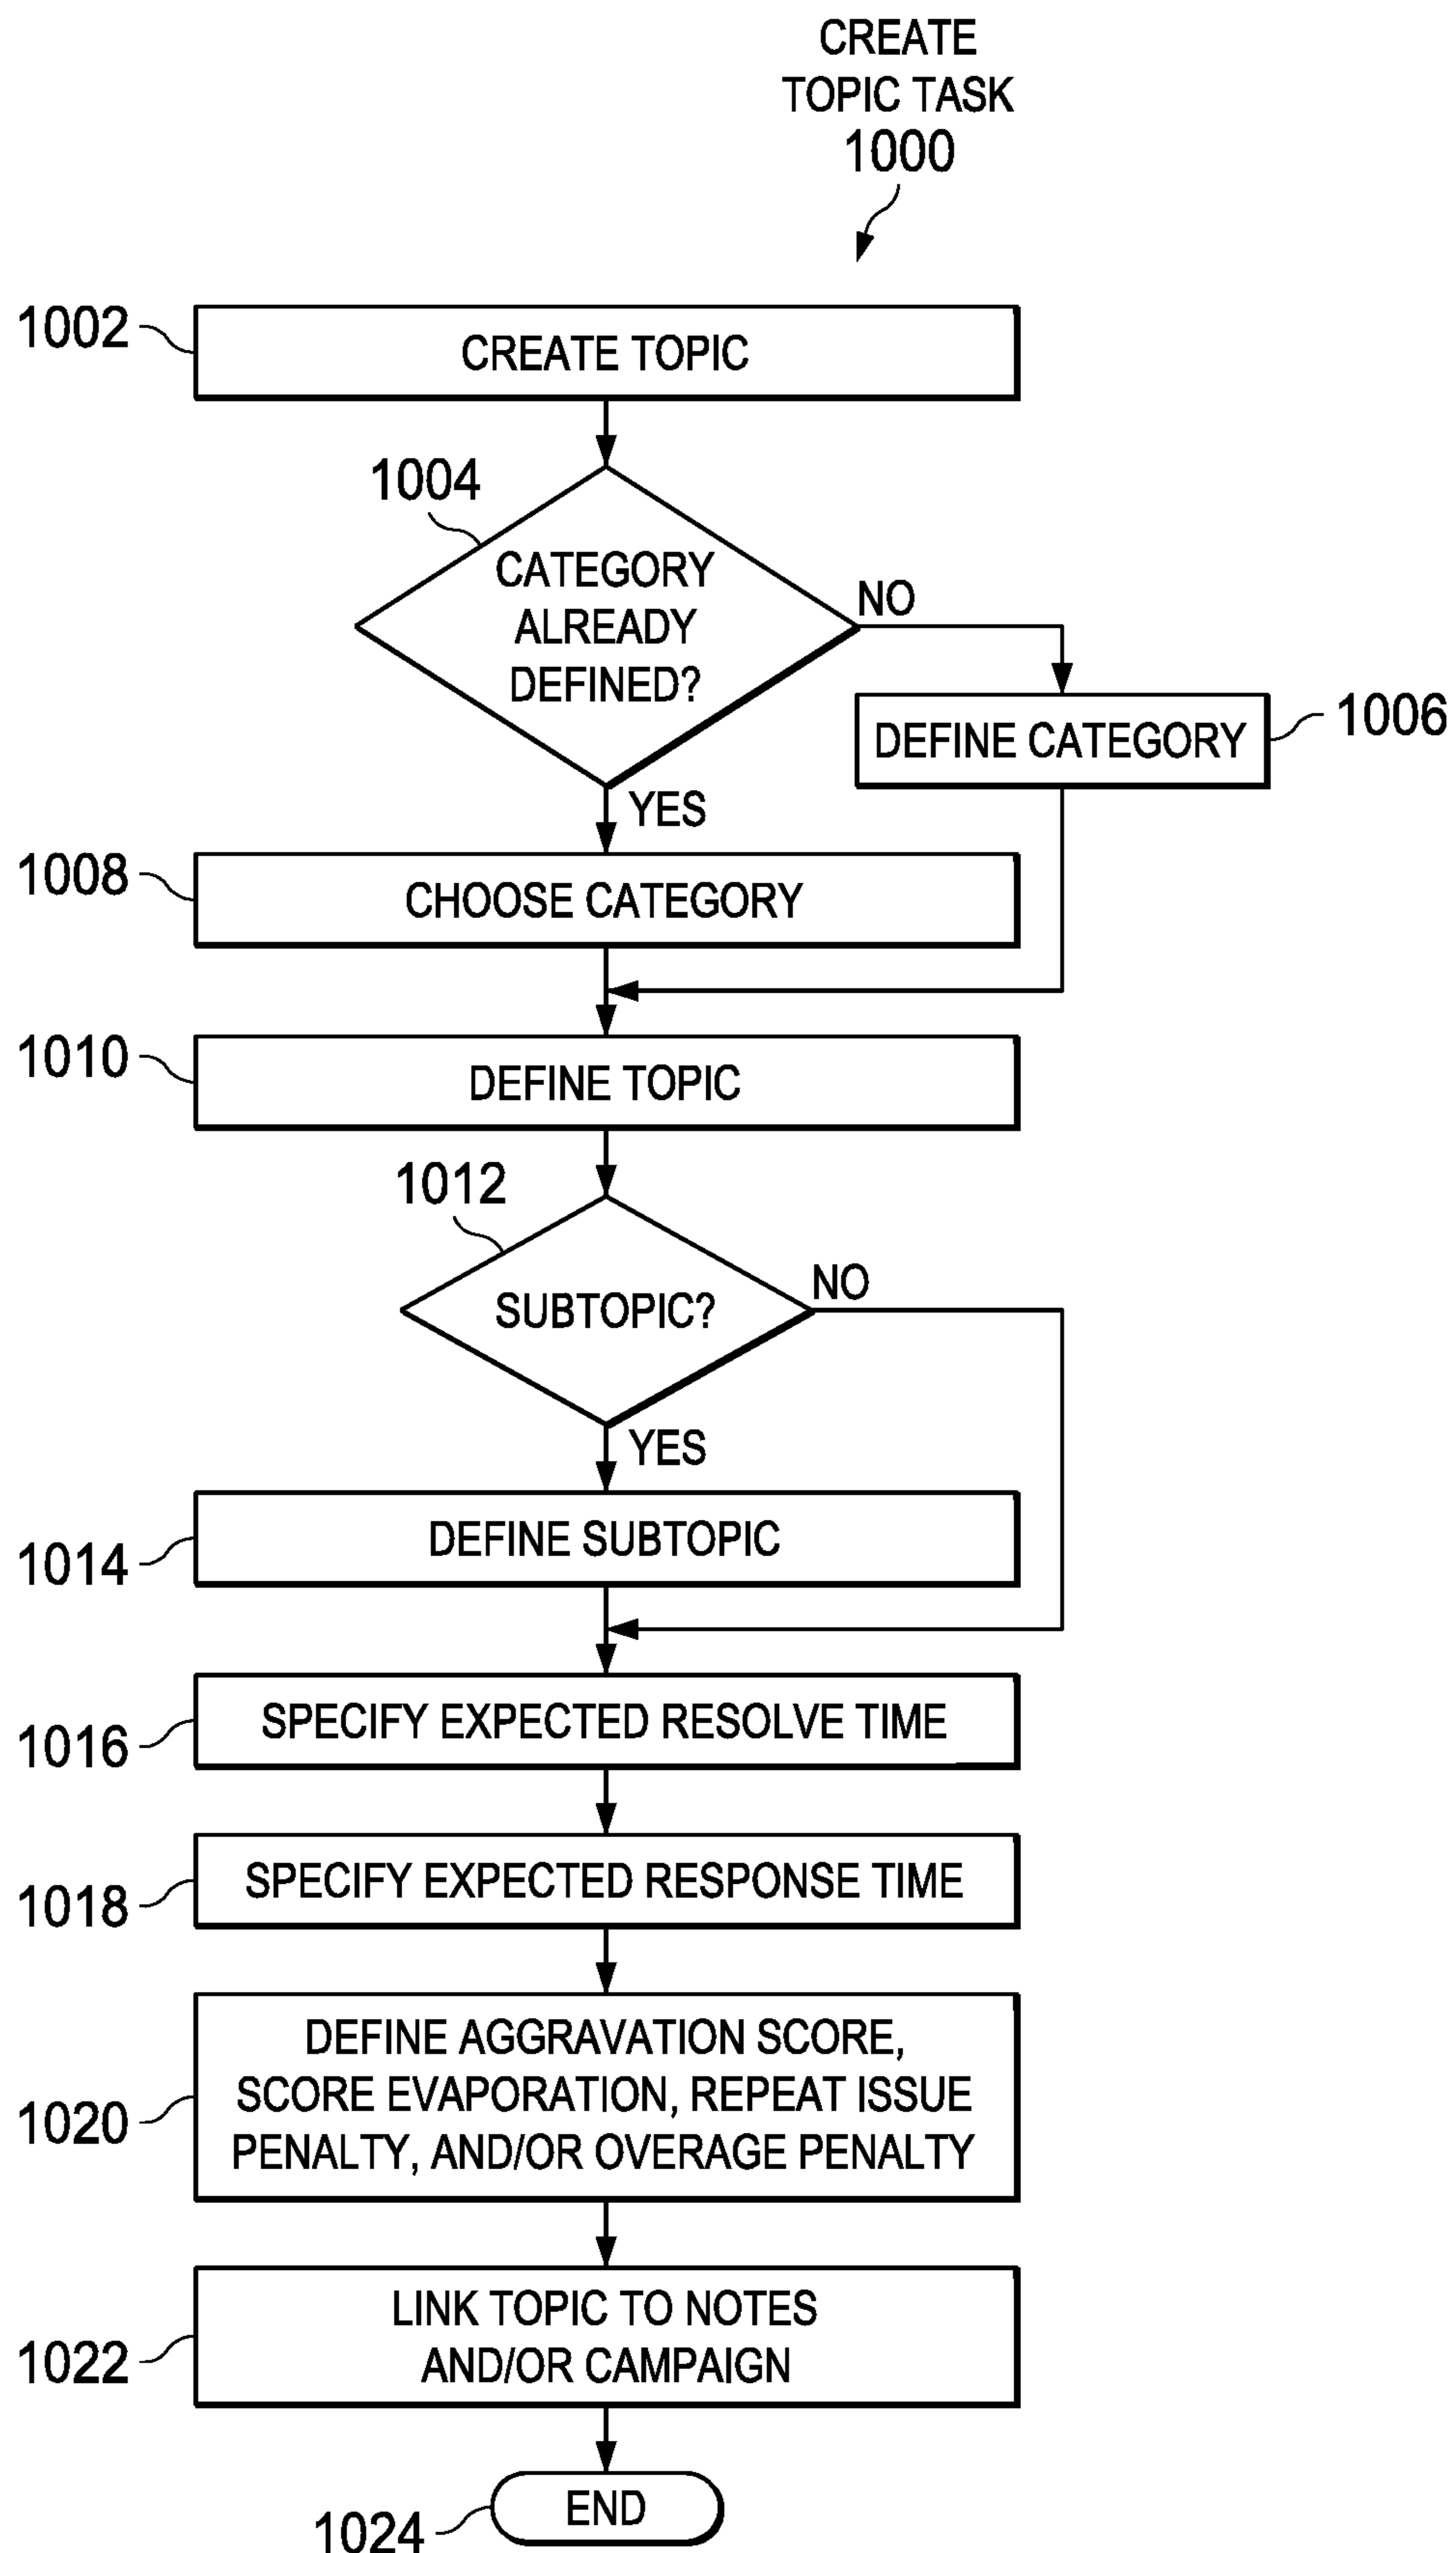 CREATE
TOPIC TASK
1000
1002
CREATE TOPIC
1004
CATEGORY
ALREADY
DEFINED?
NO
DEFINE CATEGORY
1006
YES
1008
CHOOSE CATEGORY
1010
DEFINE TOPIC
1012
SUBTOPIC?
NO
YES
DEFINE SUBTOPIC
1014
SPECIFY EXPECTED RESOLVE TIME
1016
SPECIFY EXPECTED RESPONSE TIME
1018
DEFINE AGGRAVATION SCORE,
SCORE EVAPORATION, REPEAT ISSUE
PENALTY, AND/OR OVERAGE PENALTY
1020
LINK TOPIC TO NOTES
AND/OR CAMPAIGN
1022
END
1024